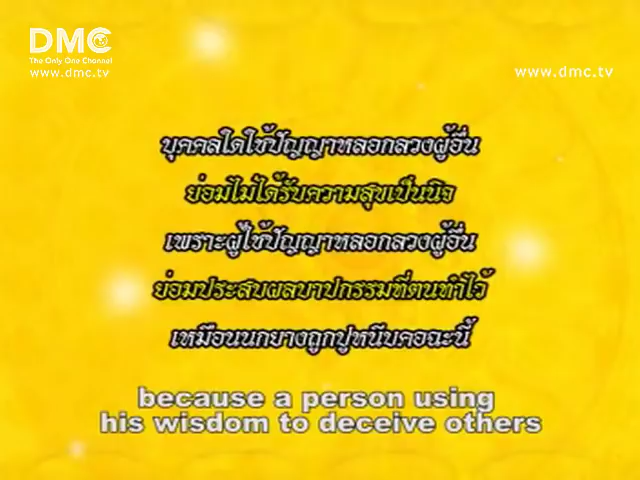 DMC
The Only One Channel
www.dmc.tv
www.dmc.tv
บุคคลใดใช้ปัญญาหลอกลวงผู้อื่น
ย่อมไม่ได้รับความสุขเป็นนิจ
เพราะผู้ใช้ปัญญาหลอกลวงผู้อื่น
ย่อมประสบผลบาปกรรมที่ตนทำไว้
เหมือนนกยางถูกปูหนีบคอฉะนี้
because a person using
his wisdom to deceive others